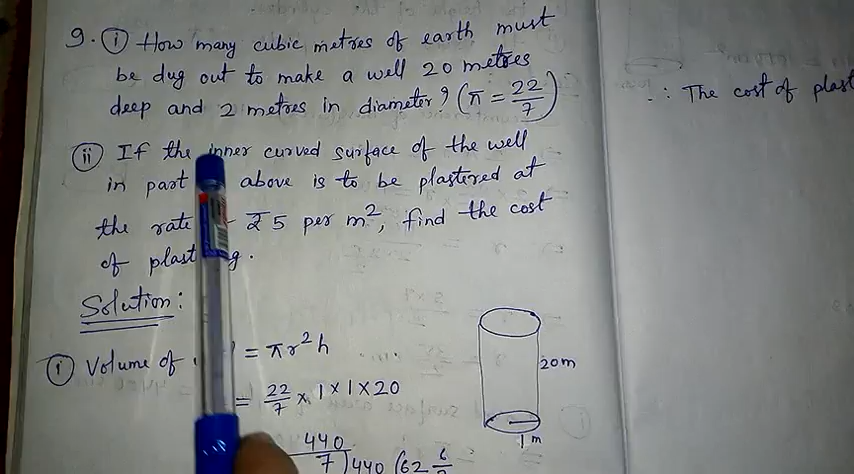 9. (i) How many cubic metres of earth must
be dug out to make a well 20 metres
deep and 2 metres in diameter? (π = 22/7)
(ii) If the inner curved surface of the well
in part above is to be plastered at
the rate ₹5 per m², find the cost
of plast g.
Solution:
(i) Volume of = πr²h
= 22/7 × 1 × 1 × 20
440
7)440(62 6
20m
1 m
∴ The cost of plast